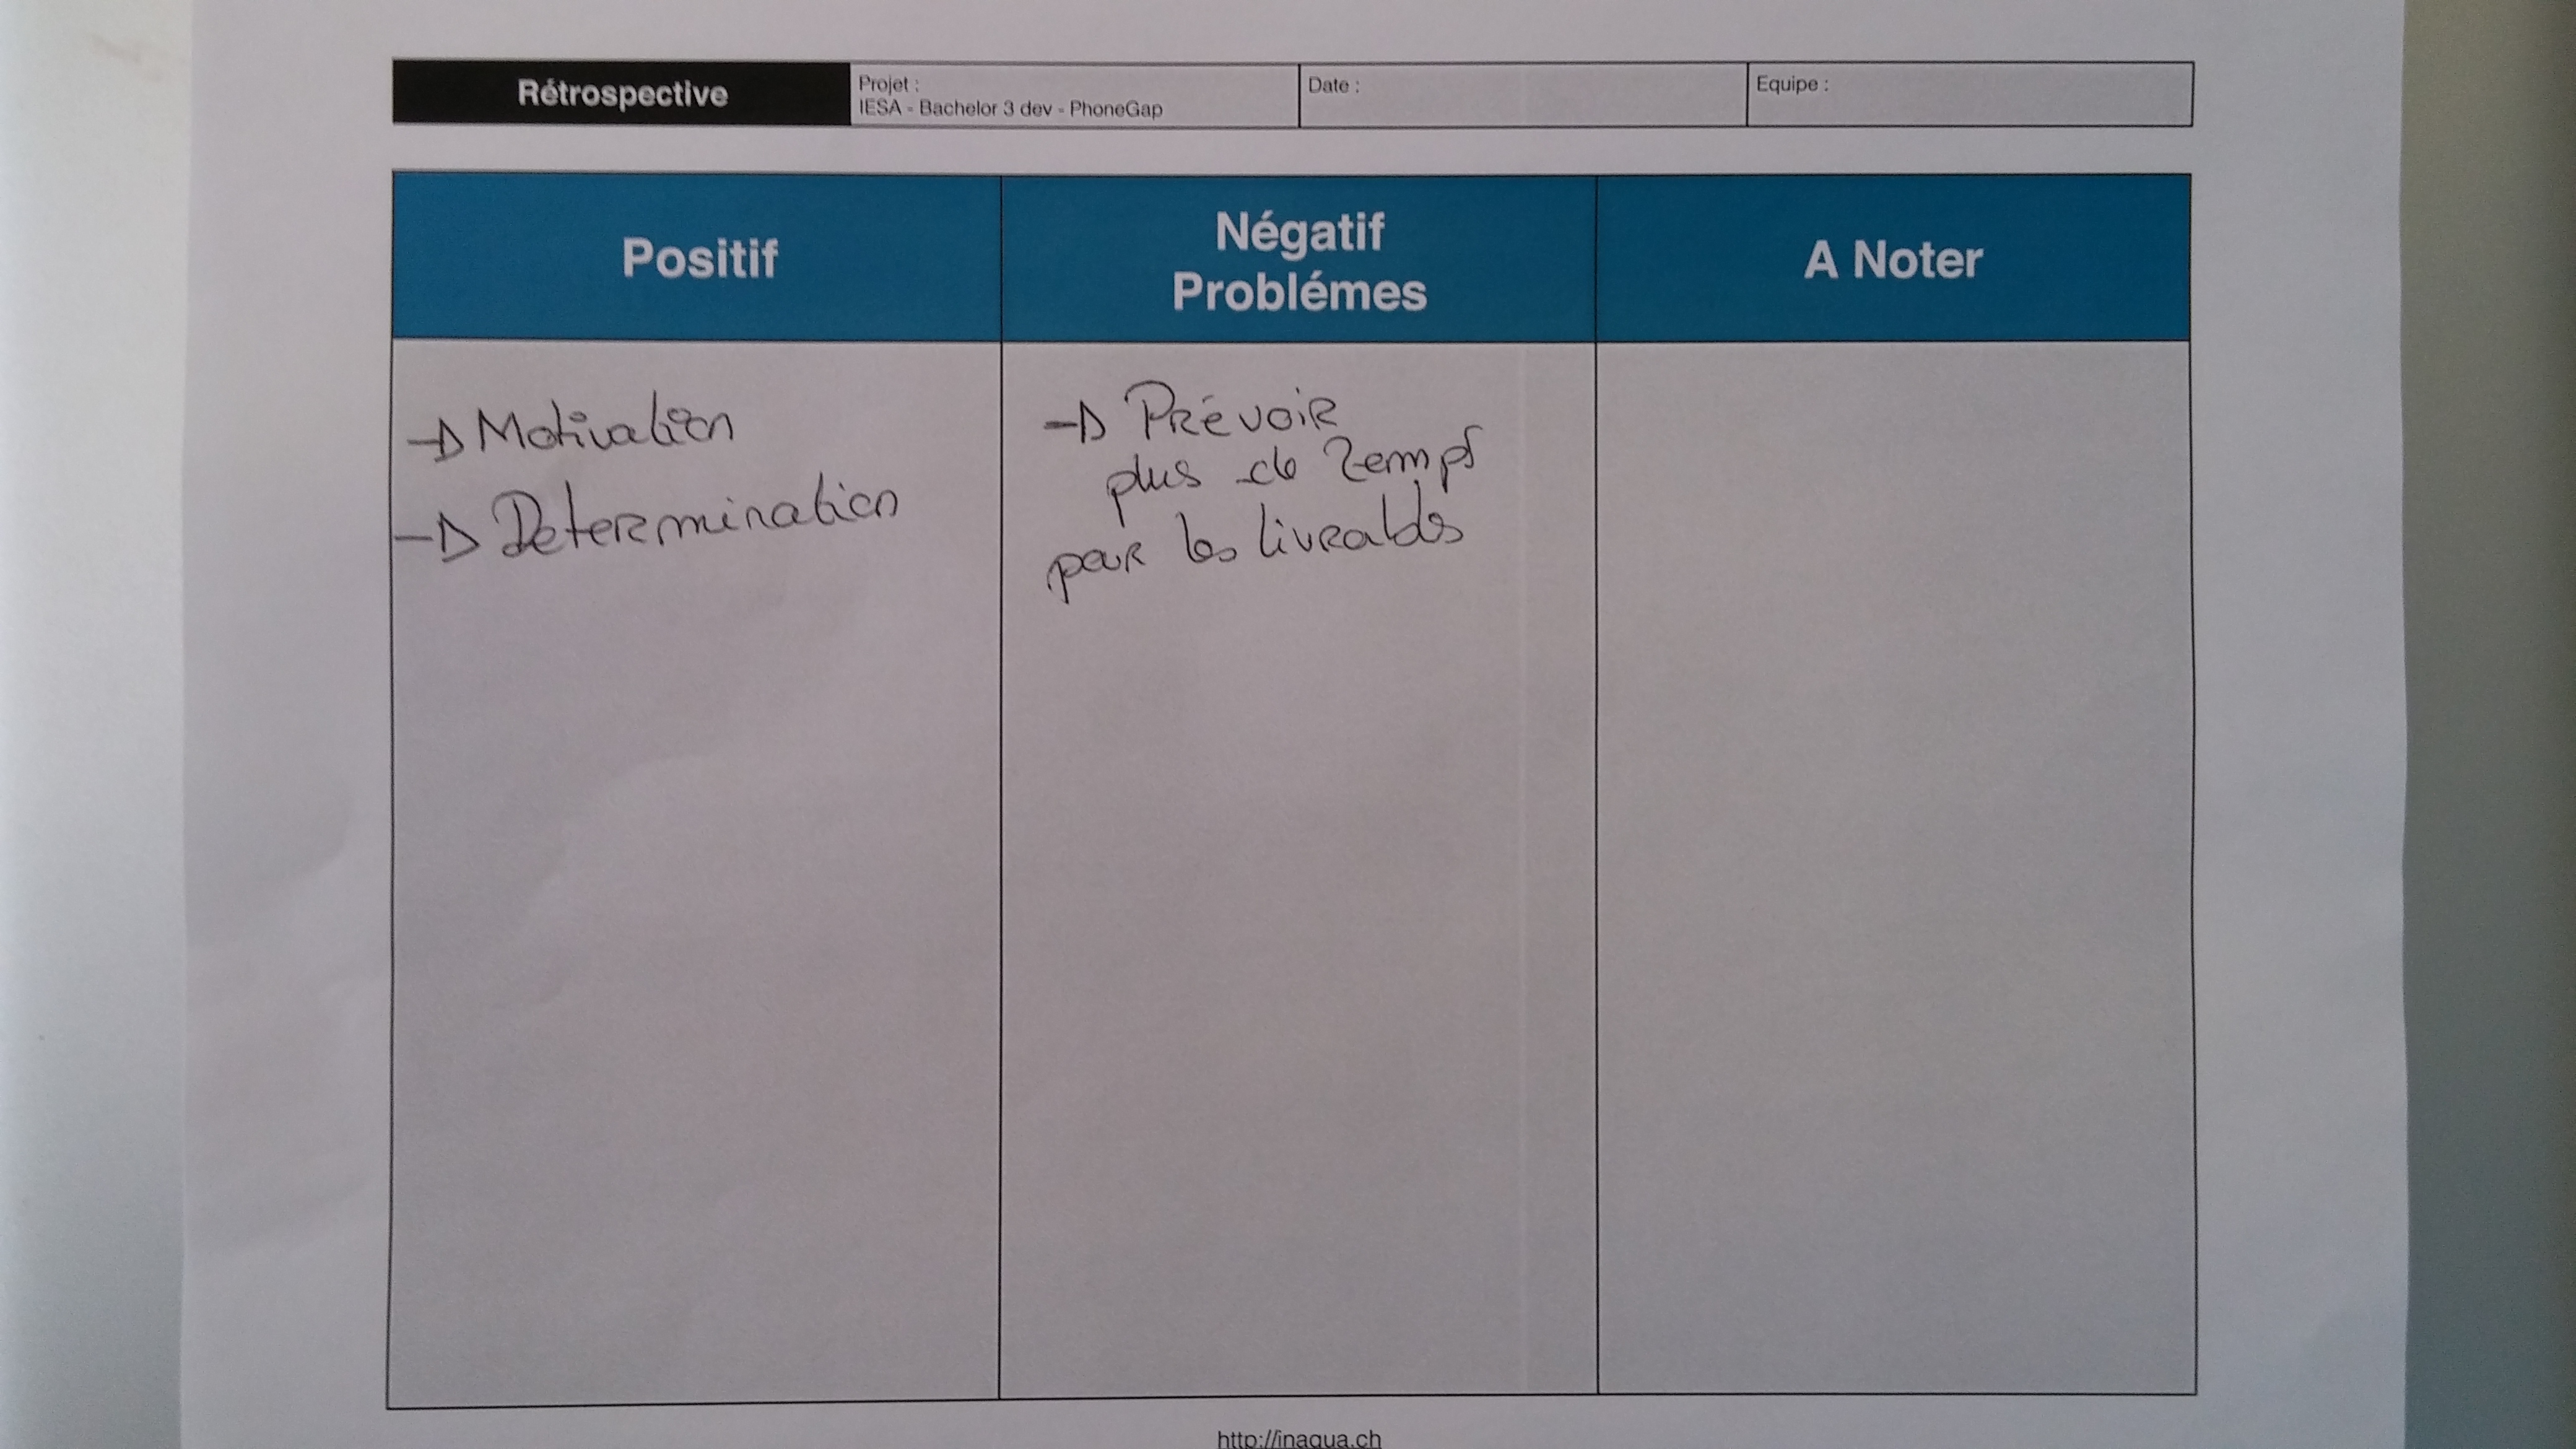 Rétrospective
Projet :
IESA - Bachelor 3 dev - PhoneGap
Date :
Equipe :
Positif
Négatif
Problémes
A Noter
→ Motivation
→ Determination
→ Prévoir
plus de temps
pour les livrables
http://inaqua.ch